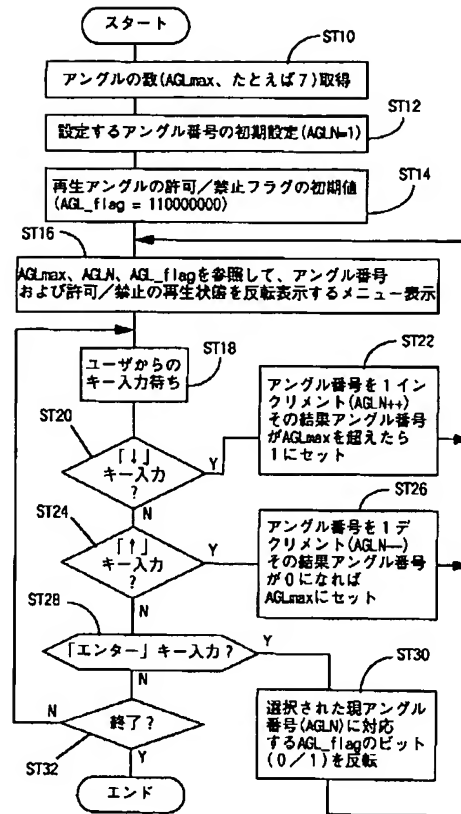 スタート
ST10
アングルの数(AGLmax、たとえば7)取得
ST12
設定するアングル番号の初期設定(AGLN=1)
ST14
再生アングルの許可/禁止フラグの初期値
(AGL_flag = 110000000)
ST16
AGLmax、AGLN、AGL_flagを参照して、アングル番号
および許可/禁止の再生状態を反転表示するメニュー表示
ユーザからの
キー入力待ち
ST18
ST20
「↓」
キー入力
?
Y
N
ST22
アングル番号を1イン
クリメント(AGLN++)
その結果アングル番号
がAGLmaxを超えたら
1にセット
ST24
「↑」
キー入力
?
Y
N
ST26
アングル番号を1デ
クリメント(AGLN--)
その結果アングル番号
が0になれば
AGLmaxにセット
ST28
「エンター」キー入力?
Y
N
ST30
選択された現アングル
番号(AGLN)に対応
するAGL_flagのビット
(0/1)を反転
N
終了?
ST32
Y
エンド